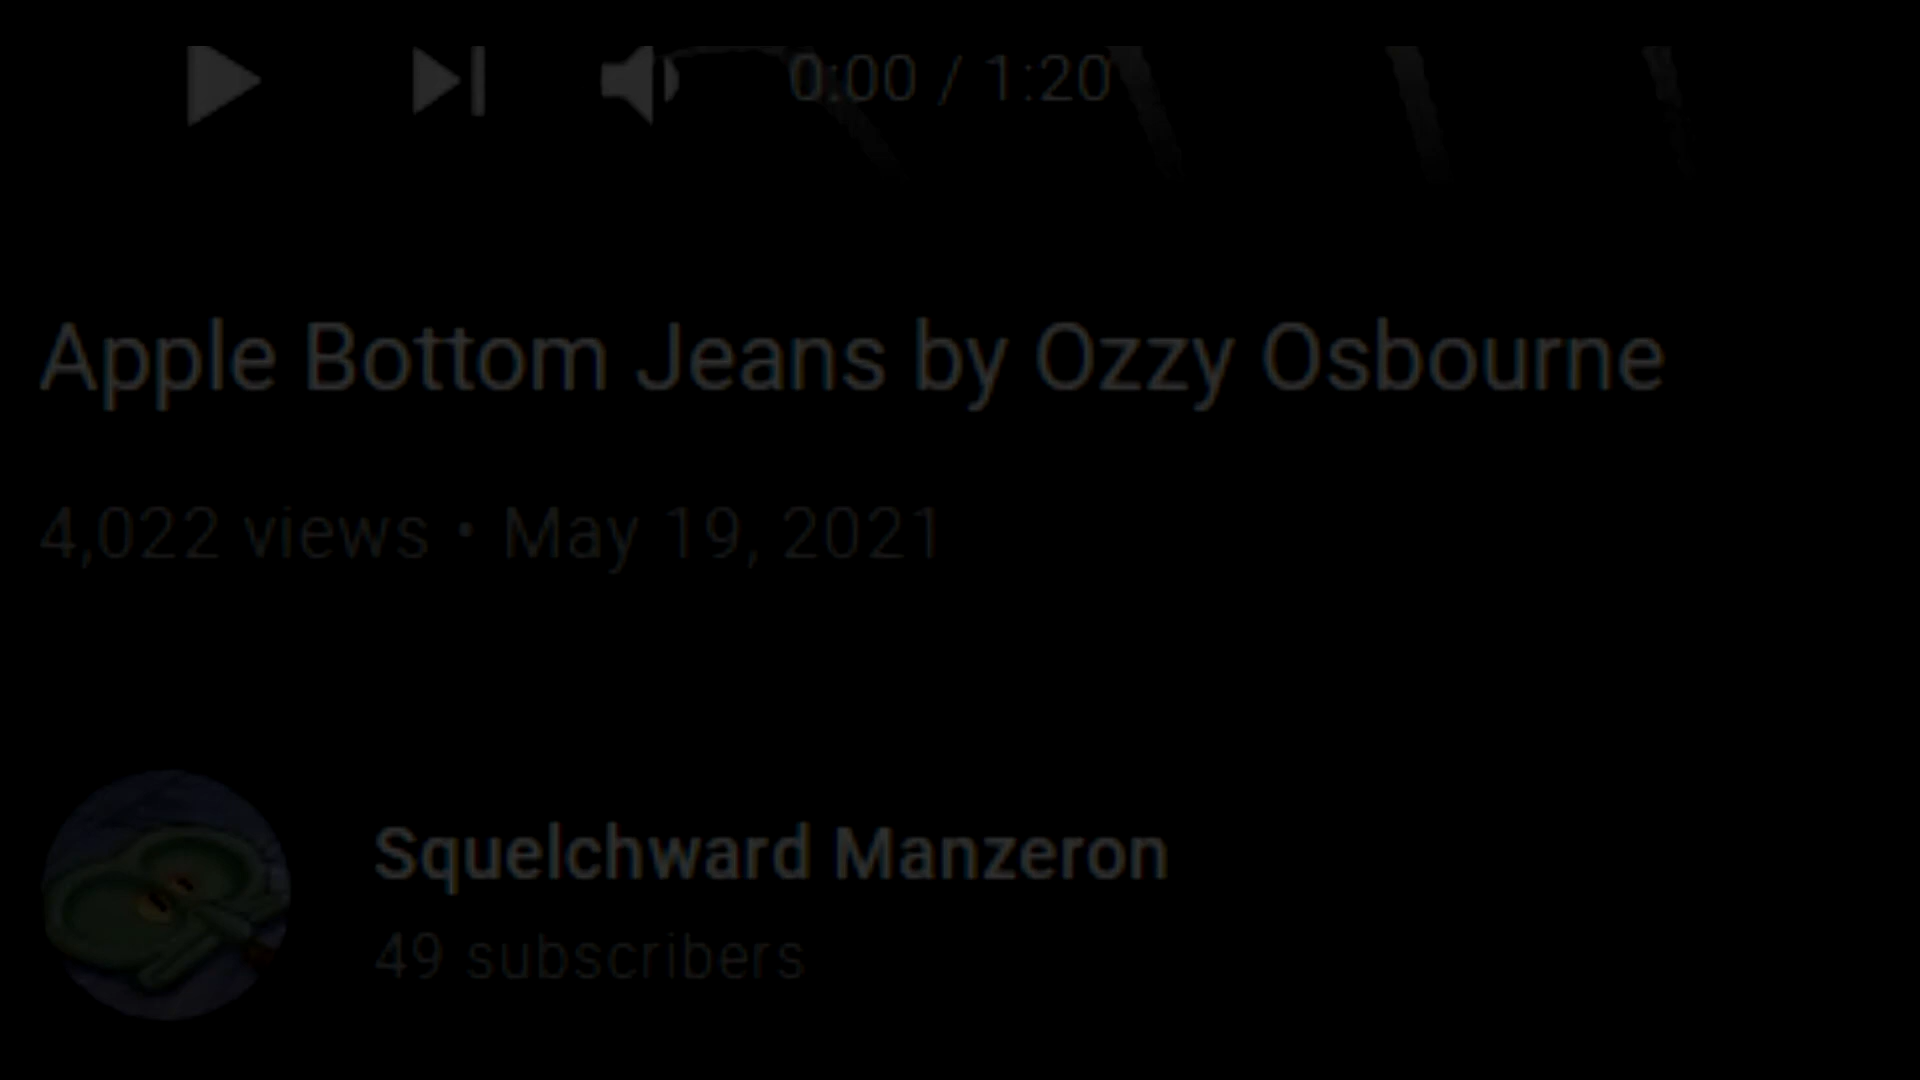 0:00 / 1:20
Apple Bottom Jeans by Ozzy Osbourne
4,022 views • May 19, 2021
Squelchward Manzeron
49 subscribers